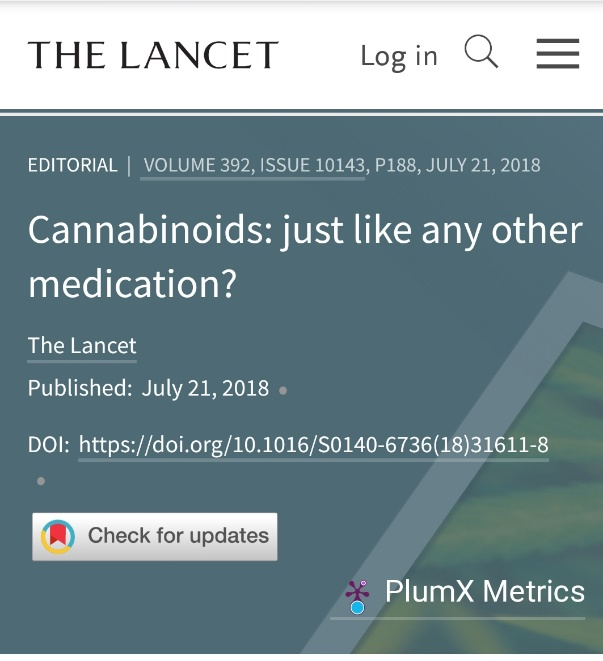 THE LANCET Log in
EDITORIAL | VOLUME 392, ISSUE 10143, P188, JULY 21, 2018
Cannabinoids: just like any other
medication?
The Lancet
Published: July 21, 2018
DOI: https://doi.org/10.1016/S0140-6736(18)31611-8
Check for updates
PlumX Metrics